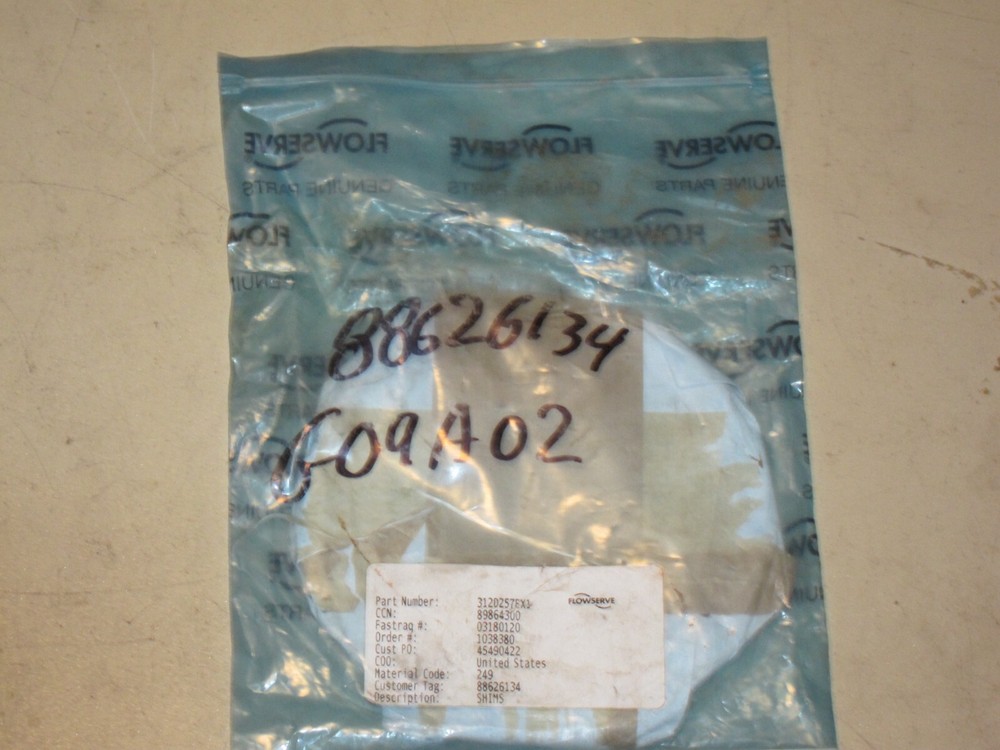 FLOWSERVE FLOWSERVE FLOWSERVE
GENUINE PARTS GENUINE PARTS GENUINE PARTS
88626134
609A02
FLOWSERVE
Part Number: 3120257EX1
CCN: 89864300
Fastraq #: 03180120
Order #: 1038380
Cust PO: 45490422
COO: United States
Material Code: 249
Customer Tag: 88626134
Description: SHIMS